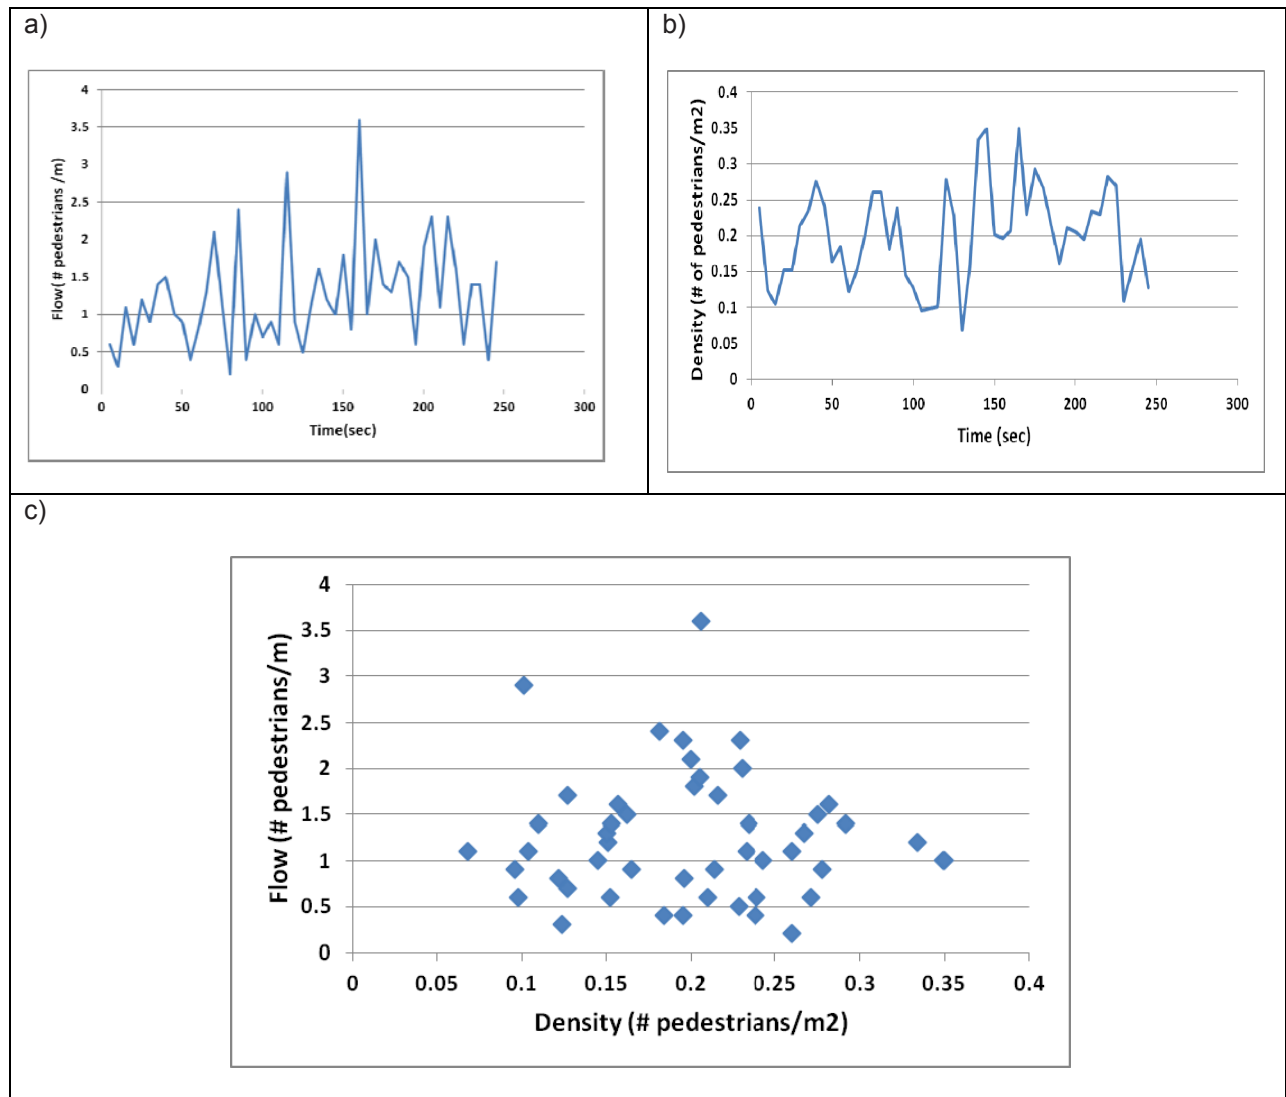 a)
4
3.5
3
2.5
2
1.5
1
0.5
0
Flow( # pedestrians /m)
0 50 100 150 200 250 300
Time(sec)
b)
0.4
0.35
0.3
0.25
0.2
0.15
0.1
0.05
0
Density (# of pedestrians/m2)
0 50 100 150 200 250 300
Time (sec)
c)
4
3.5
3
2.5
2
1.5
1
0.5
0
Flow (# pedestrians/m)
0 0.05 0.1 0.15 0.2 0.25 0.3 0.35 0.4
Density (# pedestrians/m2)